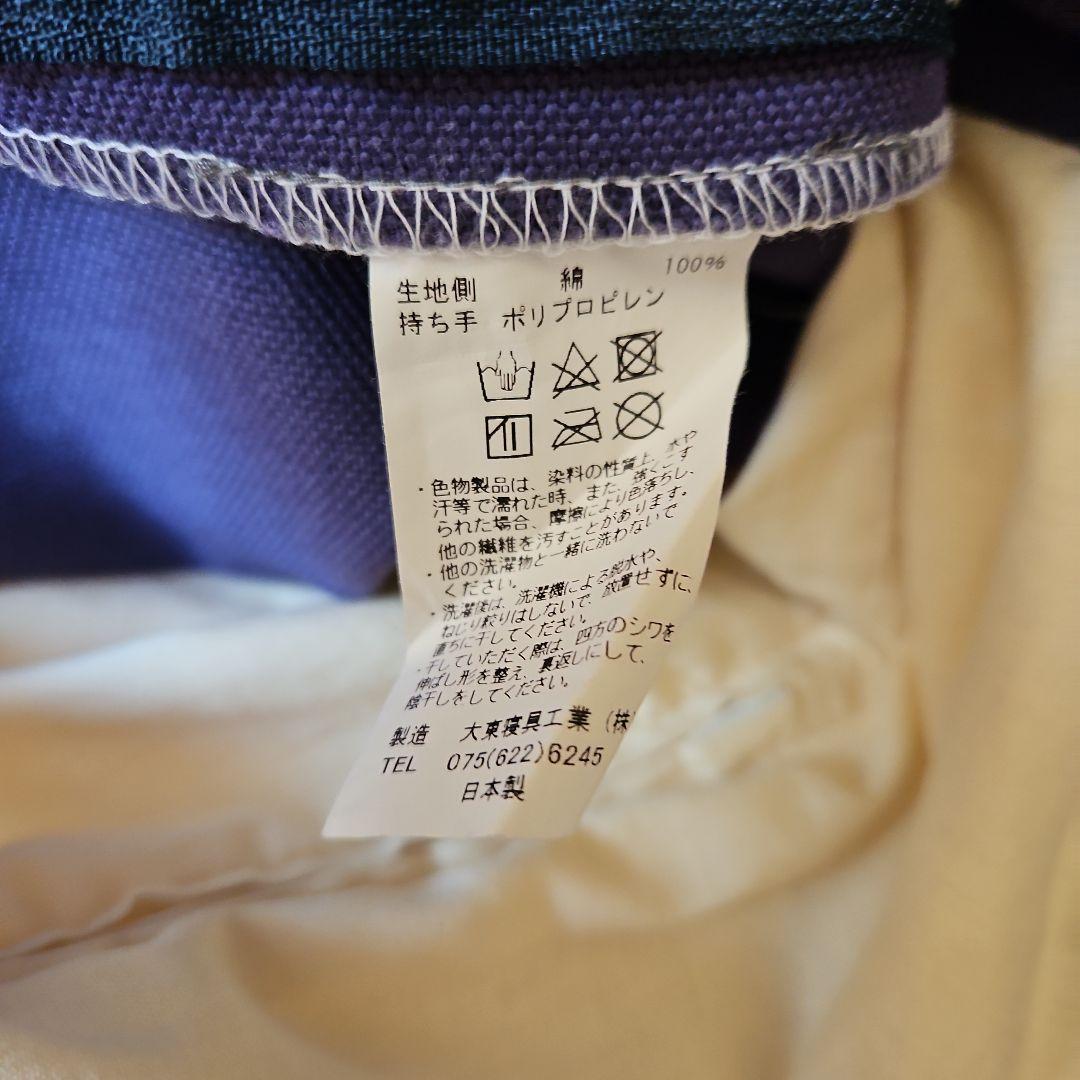 生地側 綿 100%
持ち手 ポリプロピレン
・色物製品は、染料の性質上、水や
汗等で濡れた時、また、強くこす
られた場合、摩擦により色落ちし、
他の繊維を汚すことがあります。
・他の洗濯物と一緒に洗わないで
ください。
・洗濯後は、洗濯機による脱水や、
ねじり絞りはしないで、放置せずに、
直ちに干してください。
・干していただく際は、四方のシワを
伸ばし形を整え、裏返しにして、
陰干しをしてください。
製造 大東寝具工業(株)
TEL 075(622)6245
日本製